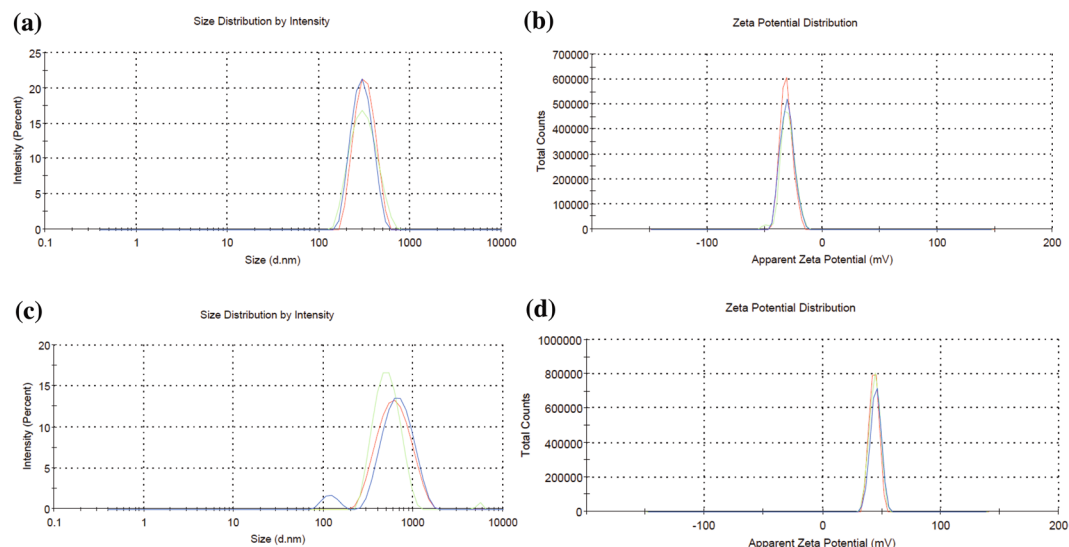 (a)
Size Distribution by Intensity
Intensity (Percent)
25
20
15
10
5
0
0.1 1 10 100 1000 10000
Size (d.nm)
(b)
Zeta Potential Distribution
Total Counts
700000
600000
500000
400000
300000
200000
100000
0
-100 0 100 200
Apparent Zeta Potential (mV)
(c)
Size Distribution by Intensity
Intensity (Percent)
20
15
10
5
0
0.1 1 10 100 1000 10000
Size (d.nm)
(d)
Zeta Potential Distribution
Total Counts
1000000
800000
600000
400000
200000
0
-100 0 100 200
Apparent Zeta Potential (mV)